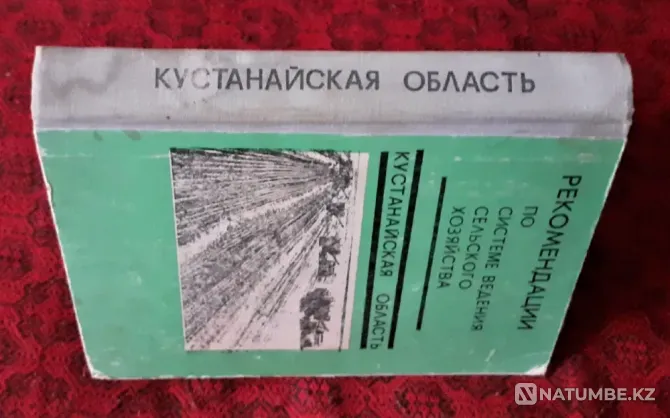 КУСТАНАЙСКАЯ ОБЛАСТЬ
РЕКОМЕНДАЦИИ
ПО
СИСТЕМЕ ВЕДЕНИЯ
СЕЛЬСКОГО
ХОЗЯЙСТВА
КУСТАНАЙСКАЯ ОБЛАСТЬ
NATUMBE.KZ